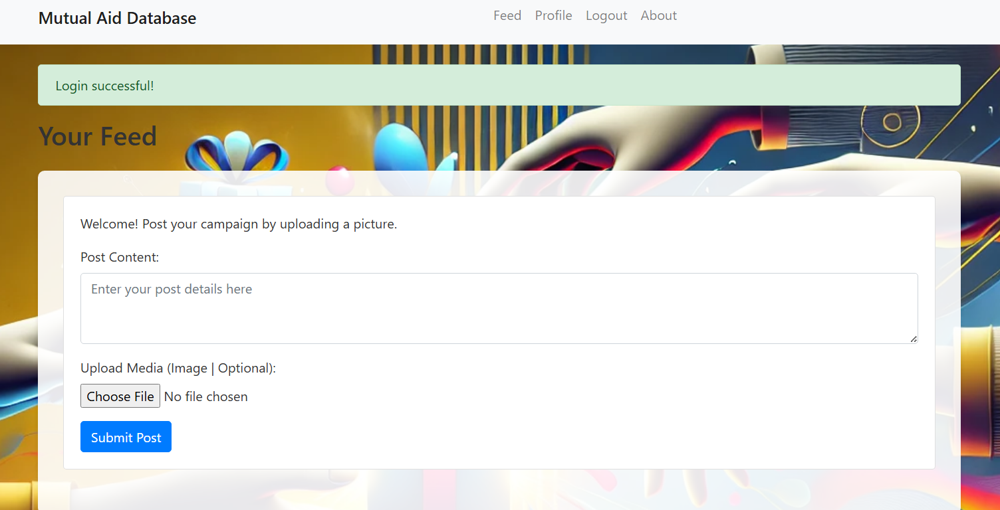 Mutual Aid Database
Feed Profile Logout About
Login successful!
Your Feed
Welcome! Post your campaign by uploading a picture.
Post Content:
Enter your post details here
Upload Media (Image | Optional):
Choose File No file chosen
Submit Post